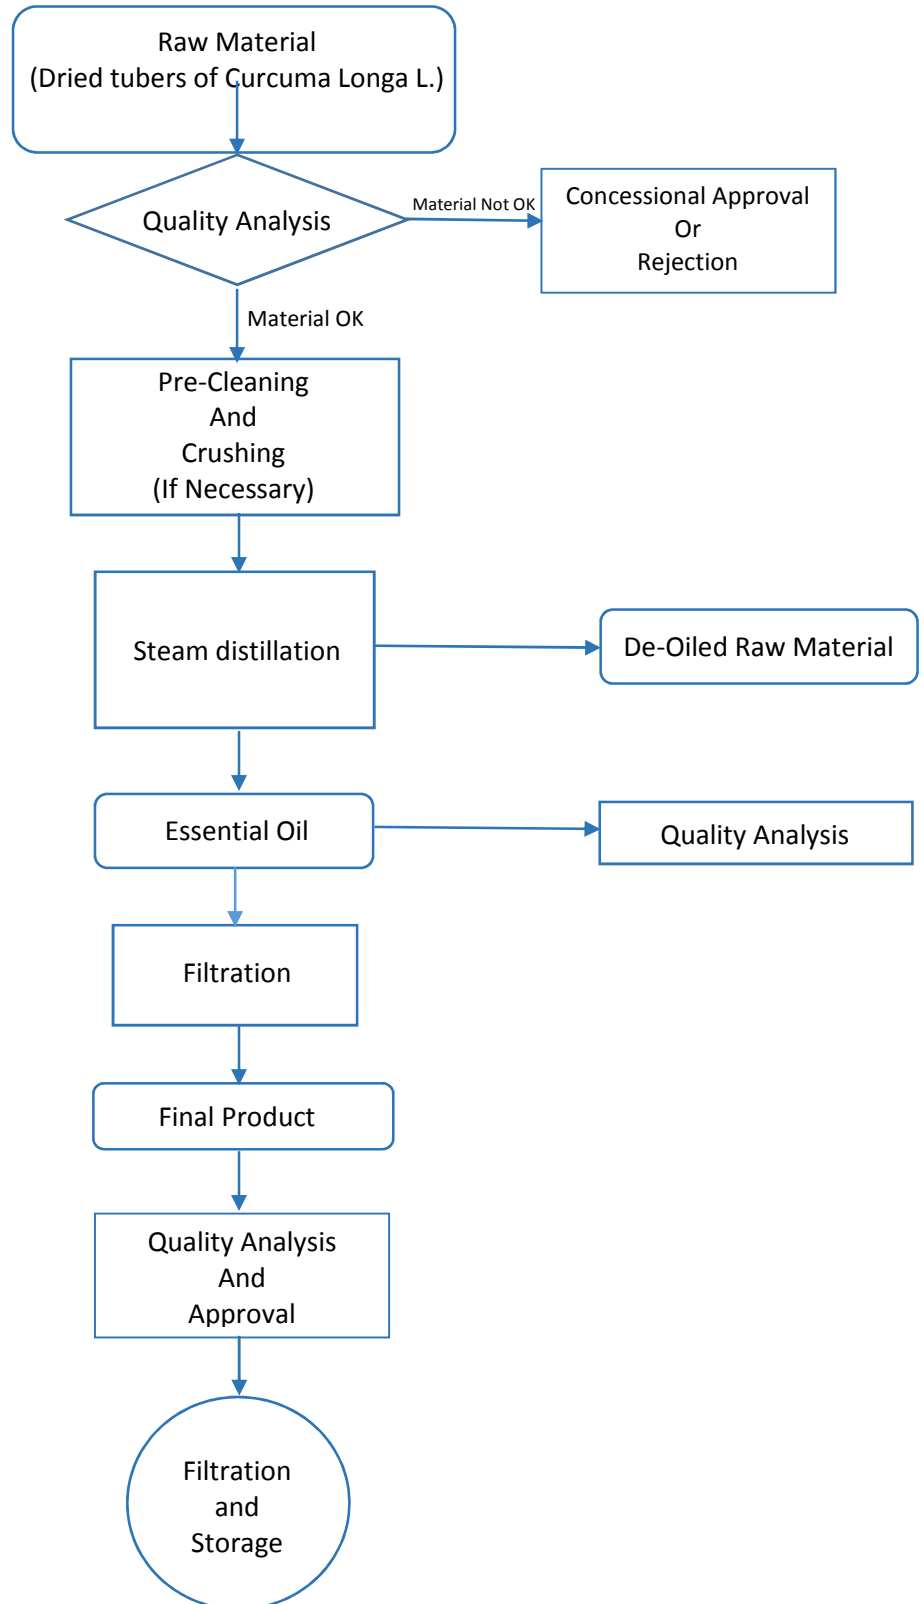 Raw Material
(Dried tubers of Curcuma Longa L.)
Quality Analysis
Material Not OK
Concessional Approval
Or
Rejection
Material OK
Pre-Cleaning
And
Crushing
(If Necessary)
Steam distillation
De-Oiled Raw Material
Essential Oil
Quality Analysis
Filtration
Final Product
Quality Analysis
And
Approval
Filtration
and
Storage